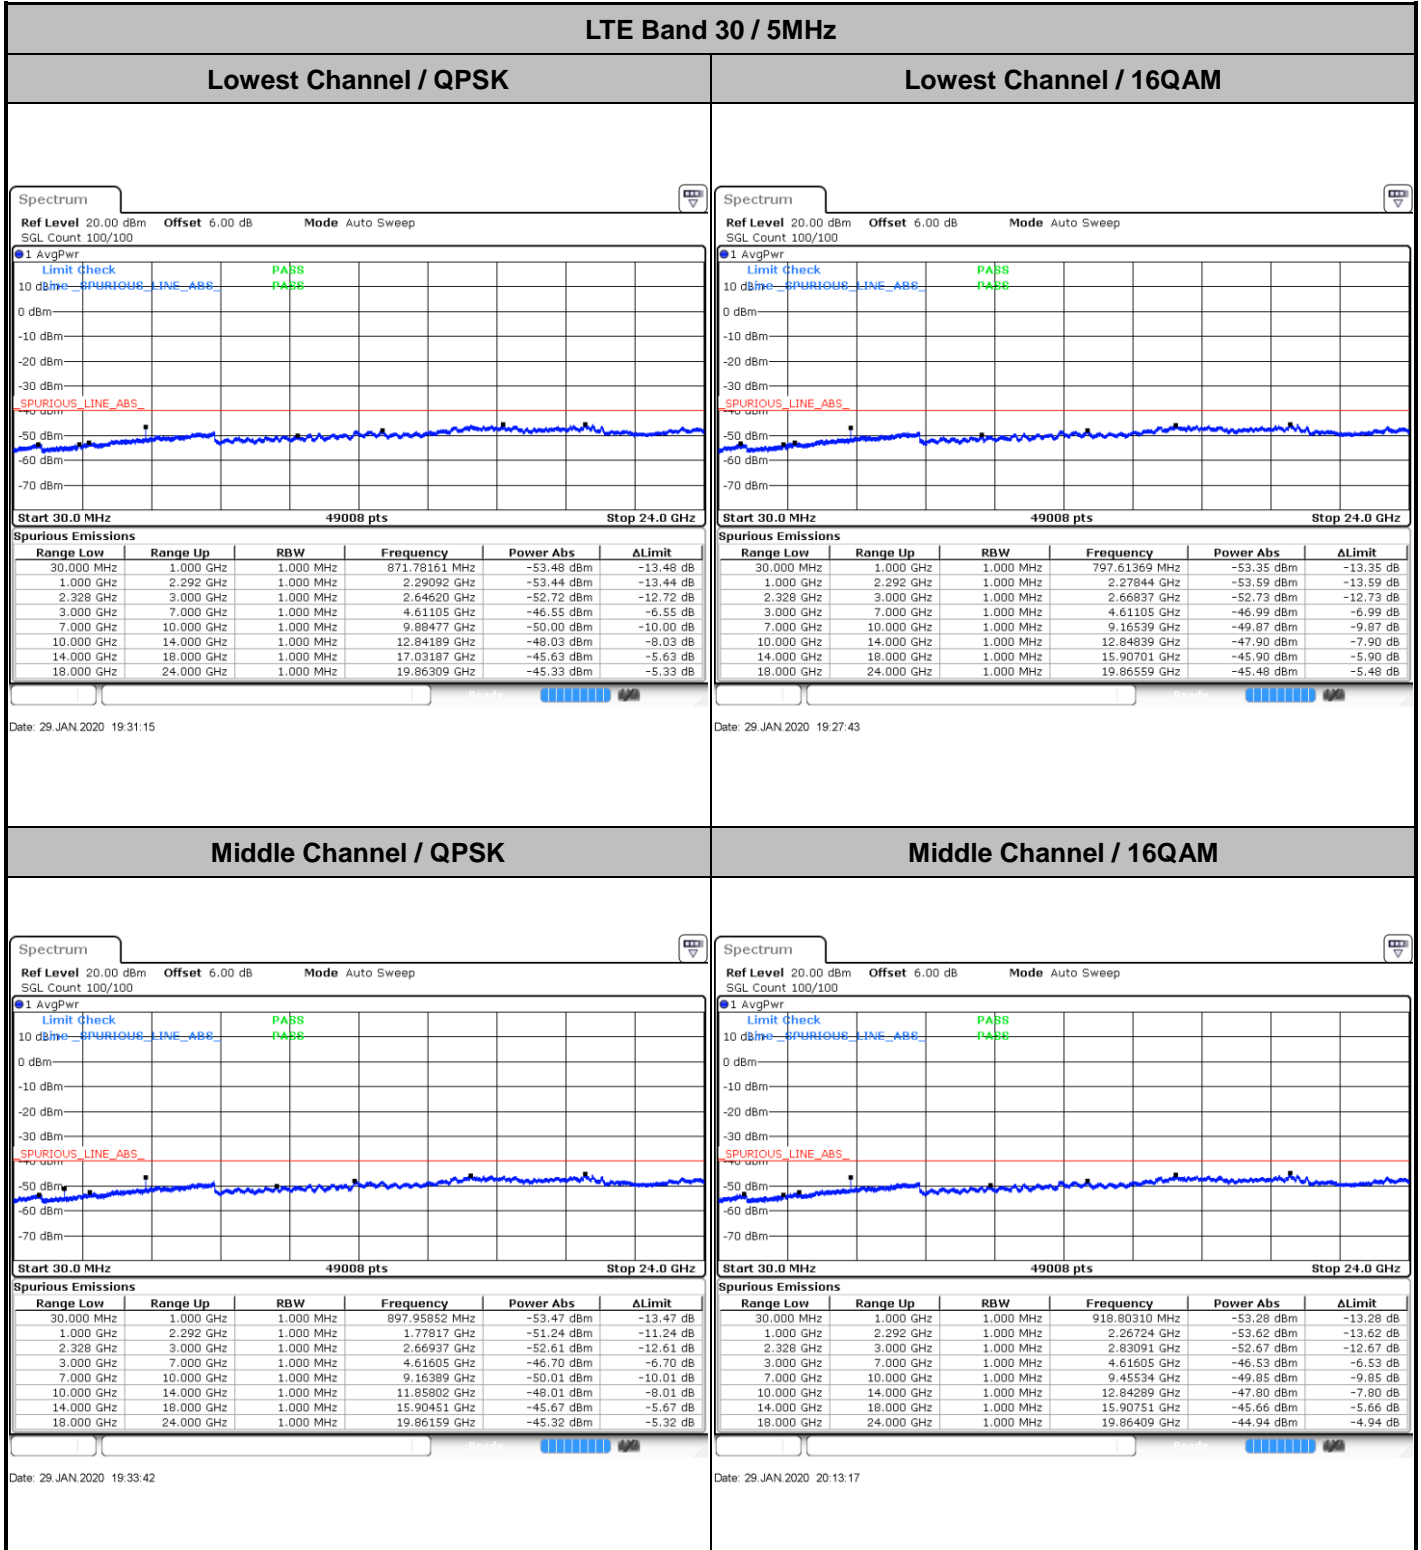 LTE Band 30 / 5MHz
Lowest Channel / QPSK
Lowest Channel / 16QAM
Spectrum
Ref Level 20.00 dBm Offset 6.00 dB Mode Auto Sweep
SGL Count 100/100
1 AvgPwr
Limit Check PASS
Line _SPURIOUS_LINE_ABS_ PASS
10 dBm
0 dBm
-10 dBm
-20 dBm
-30 dBm
_SPURIOUS_LINE_ABS_
-40 dBm
-50 dBm
-60 dBm
-70 dBm
Start 30.0 MHz 49008 pts Stop 24.0 GHz
Spurious Emissions
Range Low Range Up RBW Frequency Power Abs ΔLimit
30.000 MHz 1.000 GHz 1.000 MHz 871.78161 MHz -53.48 dBm -13.48 dB
1.000 GHz 2.292 GHz 1.000 MHz 2.29092 GHz -53.44 dBm -13.44 dB
2.328 GHz 3.000 GHz 1.000 MHz 2.64620 GHz -52.72 dBm -12.72 dB
3.000 GHz 7.000 GHz 1.000 MHz 4.61105 GHz -46.55 dBm -6.55 dB
7.000 GHz 10.000 GHz 1.000 MHz 9.88477 GHz -50.00 dBm -10.00 dB
10.000 GHz 14.000 GHz 1.000 MHz 12.84189 GHz -48.03 dBm -8.03 dB
14.000 GHz 18.000 GHz 1.000 MHz 17.03187 GHz -45.63 dBm -5.63 dB
18.000 GHz 24.000 GHz 1.000 MHz 19.86309 GHz -45.33 dBm -5.33 dB
Ready
Date: 29.JAN.2020 19:31:15
Spectrum
Ref Level 20.00 dBm Offset 6.00 dB Mode Auto Sweep
SGL Count 100/100
1 AvgPwr
Limit Check PASS
Line _SPURIOUS_LINE_ABS_ PASS
10 dBm
0 dBm
-10 dBm
-20 dBm
-30 dBm
_SPURIOUS_LINE_ABS_
-40 dBm
-50 dBm
-60 dBm
-70 dBm
Start 30.0 MHz 49008 pts Stop 24.0 GHz
Spurious Emissions
Range Low Range Up RBW Frequency Power Abs ΔLimit
30.000 MHz 1.000 GHz 1.000 MHz 797.61369 MHz -53.35 dBm -13.35 dB
1.000 GHz 2.292 GHz 1.000 MHz 2.27844 GHz -53.59 dBm -13.59 dB
2.328 GHz 3.000 GHz 1.000 MHz 2.66837 GHz -52.73 dBm -12.73 dB
3.000 GHz 7.000 GHz 1.000 MHz 4.61105 GHz -46.99 dBm -6.99 dB
7.000 GHz 10.000 GHz 1.000 MHz 9.16539 GHz -49.87 dBm -9.87 dB
10.000 GHz 14.000 GHz 1.000 MHz 12.84839 GHz -47.90 dBm -7.90 dB
14.000 GHz 18.000 GHz 1.000 MHz 15.90701 GHz -45.90 dBm -5.90 dB
18.000 GHz 24.000 GHz 1.000 MHz 19.86559 GHz -45.48 dBm -5.48 dB
Ready
Date: 29.JAN.2020 19:27:43
Middle Channel / QPSK
Middle Channel / 16QAM
Spectrum
Ref Level 20.00 dBm Offset 6.00 dB Mode Auto Sweep
SGL Count 100/100
1 AvgPwr
Limit Check PASS
Line _SPURIOUS_LINE_ABS_ PASS
10 dBm
0 dBm
-10 dBm
-20 dBm
-30 dBm
_SPURIOUS_LINE_ABS_
-40 dBm
-50 dBm
-60 dBm
-70 dBm
Start 30.0 MHz 49008 pts Stop 24.0 GHz
Spurious Emissions
Range Low Range Up RBW Frequency Power Abs ΔLimit
30.000 MHz 1.000 GHz 1.000 MHz 897.95852 MHz -53.47 dBm -13.47 dB
1.000 GHz 2.292 GHz 1.000 MHz 1.77817 GHz -51.24 dBm -11.24 dB
2.328 GHz 3.000 GHz 1.000 MHz 2.66937 GHz -52.61 dBm -12.61 dB
3.000 GHz 7.000 GHz 1.000 MHz 4.61605 GHz -46.70 dBm -6.70 dB
7.000 GHz 10.000 GHz 1.000 MHz 9.16389 GHz -50.01 dBm -10.01 dB
10.000 GHz 14.000 GHz 1.000 MHz 11.85802 GHz -48.01 dBm -8.01 dB
14.000 GHz 18.000 GHz 1.000 MHz 15.90451 GHz -45.67 dBm -5.67 dB
18.000 GHz 24.000 GHz 1.000 MHz 19.86159 GHz -45.32 dBm -5.32 dB
Ready
Date: 29.JAN.2020 19:33:42
Spectrum
Ref Level 20.00 dBm Offset 6.00 dB Mode Auto Sweep
SGL Count 100/100
1 AvgPwr
Limit Check PASS
Line _SPURIOUS_LINE_ABS_ PASS
10 dBm
0 dBm
-10 dBm
-20 dBm
-30 dBm
_SPURIOUS_LINE_ABS_
-40 dBm
-50 dBm
-60 dBm
-70 dBm
Start 30.0 MHz 49008 pts Stop 24.0 GHz
Spurious Emissions
Range Low Range Up RBW Frequency Power Abs ΔLimit
30.000 MHz 1.000 GHz 1.000 MHz 918.80310 MHz -53.28 dBm -13.28 dB
1.000 GHz 2.292 GHz 1.000 MHz 2.26724 GHz -53.62 dBm -13.62 dB
2.328 GHz 3.000 GHz 1.000 MHz 2.83091 GHz -52.67 dBm -12.67 dB
3.000 GHz 7.000 GHz 1.000 MHz 4.61605 GHz -46.53 dBm -6.53 dB
7.000 GHz 10.000 GHz 1.000 MHz 9.45534 GHz -49.85 dBm -9.85 dB
10.000 GHz 14.000 GHz 1.000 MHz 12.84289 GHz -47.80 dBm -7.80 dB
14.000 GHz 18.000 GHz 1.000 MHz 15.90751 GHz -45.66 dBm -5.66 dB
18.000 GHz 24.000 GHz 1.000 MHz 19.86409 GHz -44.94 dBm -4.94 dB
Ready
Date: 29.JAN.2020 20:13:17